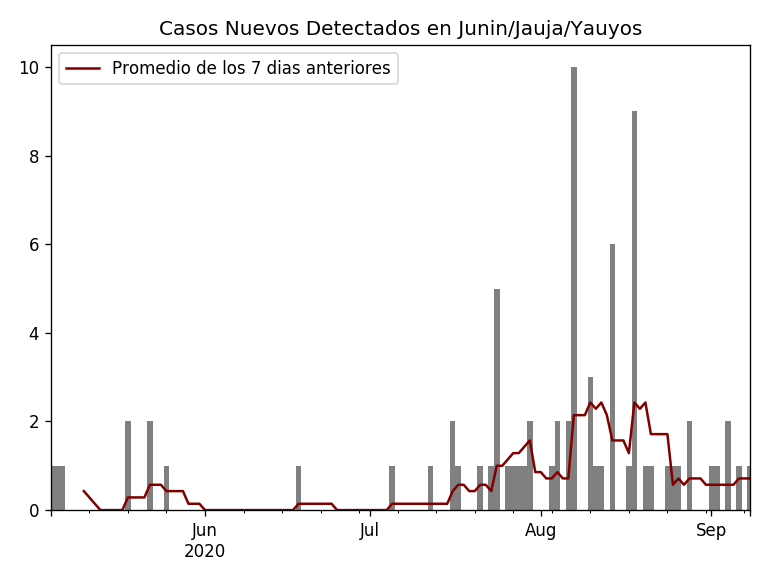 Casos Nuevos Detectados en Junin/Jauja/Yauyos
Promedio de los 7 dias anteriores
10
8
6
4
2
0
Jun
2020
Jul
Aug
Sep